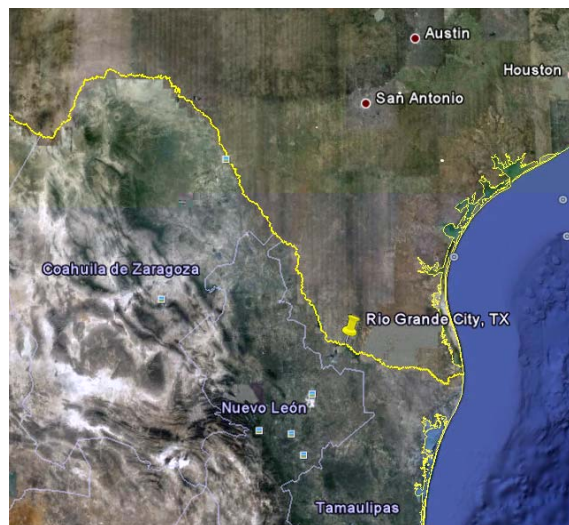 Austin
Houston
San Antonio
Coahuila de Zaragoza
Rio Grande City, TX
Nuevo León
Tamaulipas